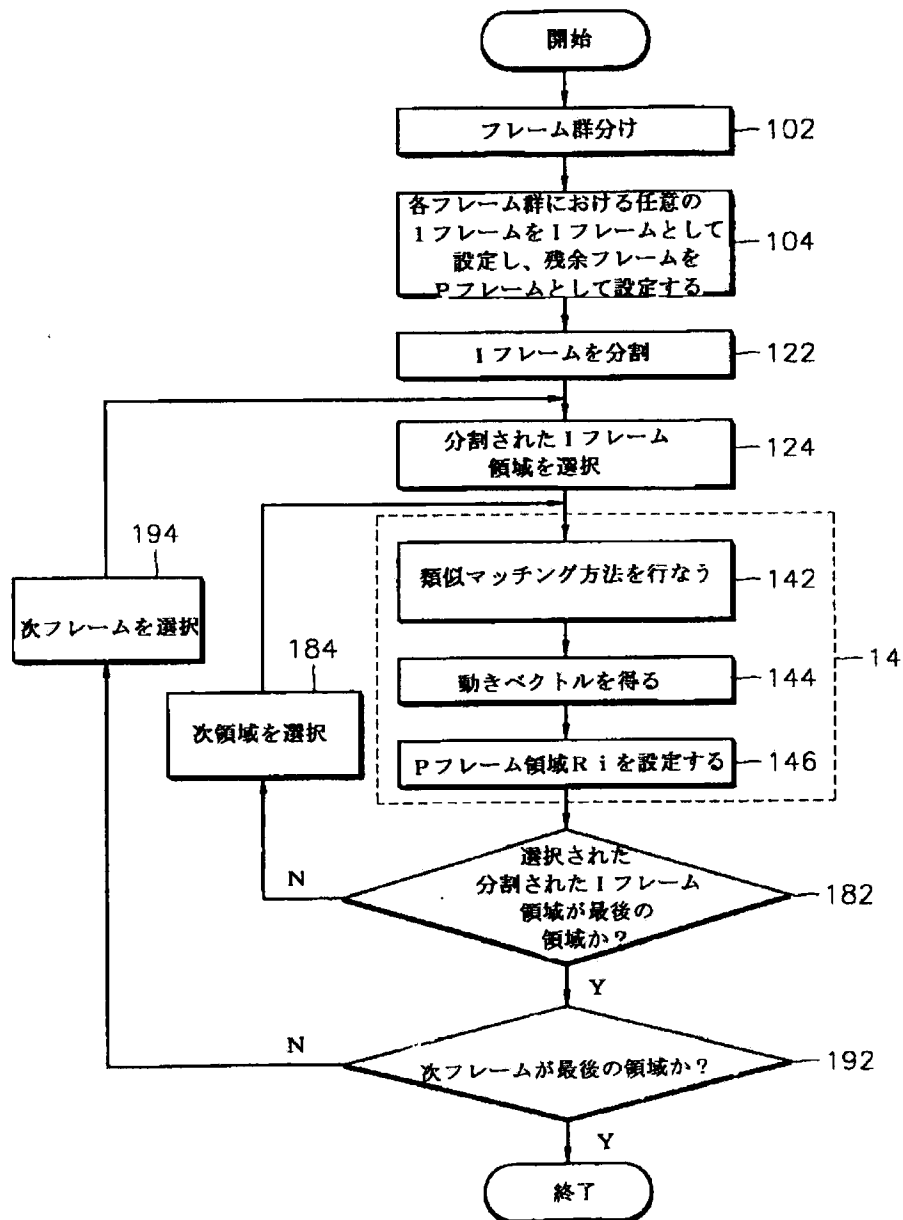 開始
フレーム群分け
102
各フレーム群における任意の
1フレームをIフレームとして
設定し、残余フレームを
Pフレームとして設定する
104
Iフレームを分割
122
分割されたIフレーム
領域を選択
124
194
次フレームを選択
184
次領域を選択
類似マッチング方法を行なう
142
動きベクトルを得る
144
14
Pフレーム領域Riを設定する
146
選択された
分割されたIフレーム
領域が最後の
領域か?
182
N
Y
次フレームが最後の領域か?
192
N
Y
終了